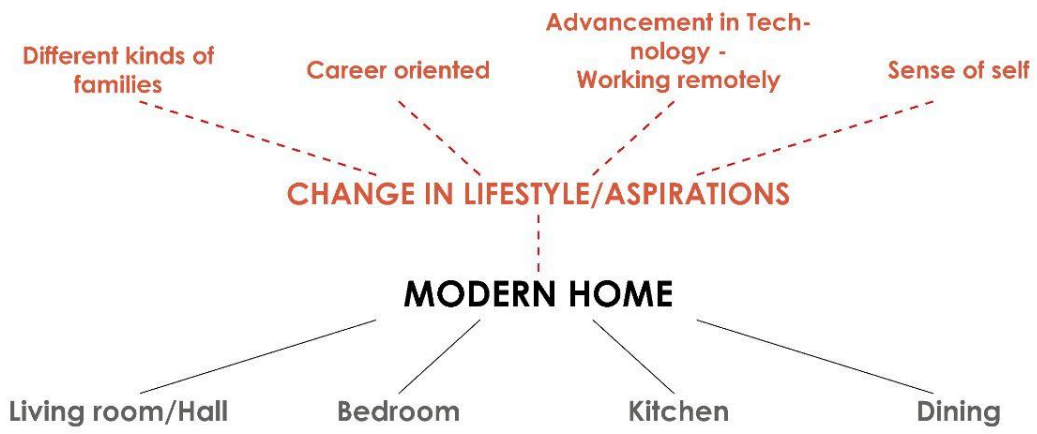 Different kinds of
families
Career oriented
Advancement in Tech-
nology -
Working remotely
Sense of self
CHANGE IN LIFESTYLE/ASPIRATIONS
MODERN HOME
Living room/Hall
Bedroom
Kitchen
Dining